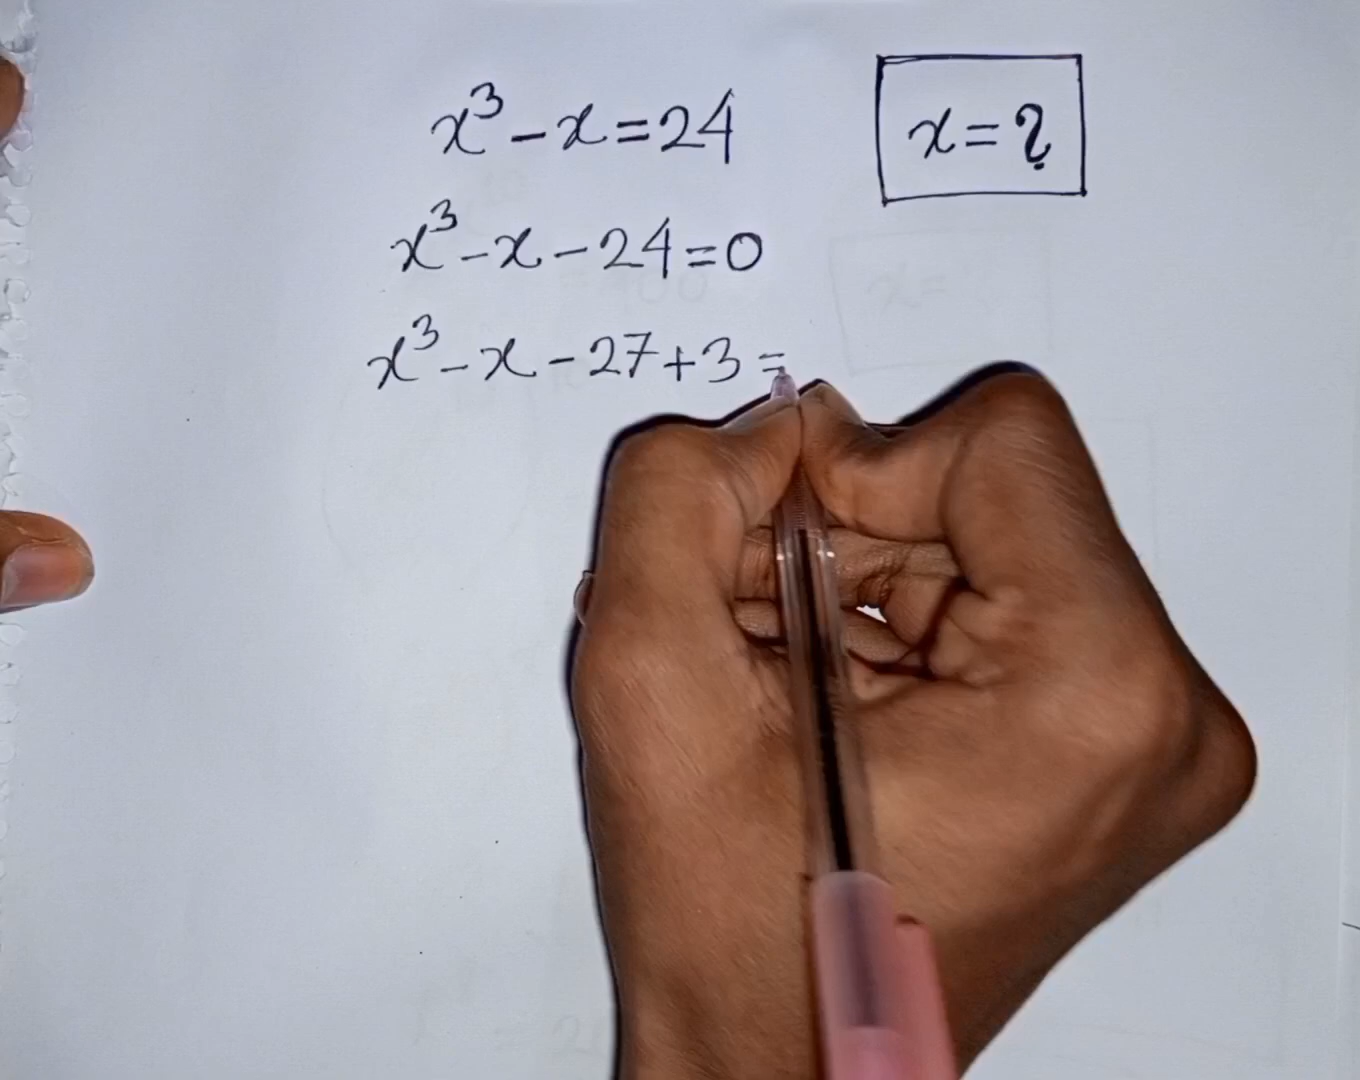 x³ - x = 24
x = ?
x³ - x - 24 = 0
x³ - x - 27 + 3 =